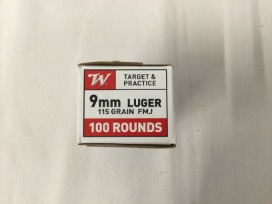 W
TARGET &
PRACTICE
9mm LUGER
115 GRAIN FMJ
100 ROUNDS